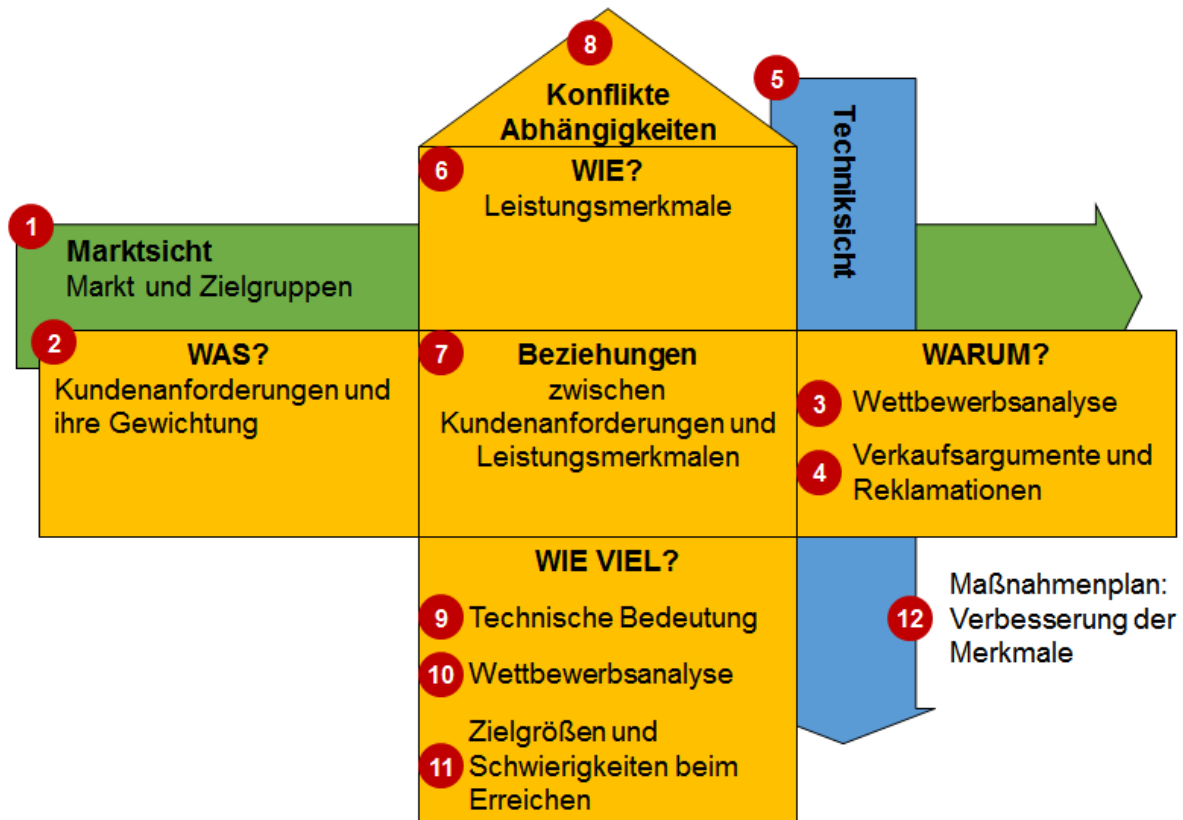 8
Konflikte
Abhängigkeiten
5
Techniksicht
6
WIE?
Leistungsmerkmale
1
Marktsicht
Markt und Zielgruppen
2
WAS?
Kundenanforderungen und
ihre Gewichtung
7
Beziehungen
zwischen
Kundenanforderungen und
Leistungsmerkmalen
WARUM?
3 Wettbewerbsanalyse
4 Verkaufsargumente und
Reklamationen
WIE VIEL?
9 Technische Bedeutung
10 Wettbewerbsanalyse
Zielgrößen und
11 Schwierigkeiten beim
Erreichen
Maßnahmenplan:
12 Verbesserung der
Merkmale